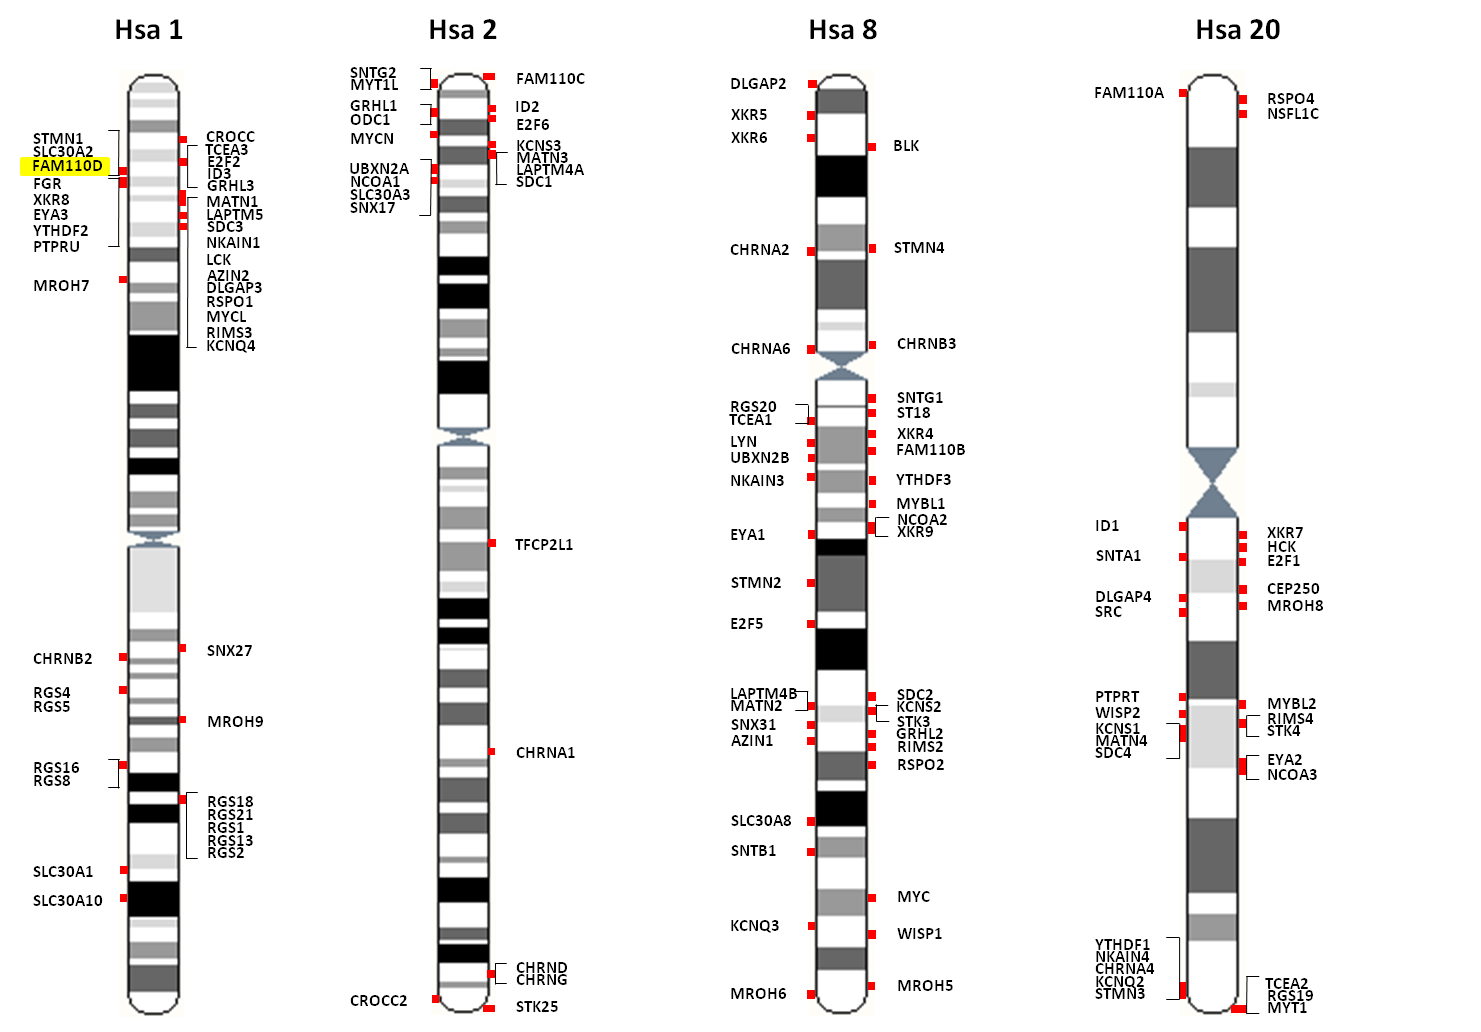 Hsa 1
Hsa 2
Hsa 8
Hsa 20
STMN1
SLC30A2
FAM110D
FGR
XKR8
EYA3
YTHDF2
PTPRU
MROH7
CHRNB2
RGS4
RGS5
RGS16
RGS8
SLC30A1
SLC30A10
CROCC
TCEA3
E2F2
ID3
GRHL3
MATN1
LAPTM5
SDC3
NKAIN1
LCK
AZIN2
DLGAP3
RSPO1
MYCL
RIMS3
KCNQ4
SNX27
MROH9
RGS18
RGS21
RGS1
RGS13
RGS2
SNTG2
MYT1L
GRHL1
ODC1
MYCN
UBXN2A
NCOA1
SLC30A3
SNX17
CROCC2
FAM110C
ID2
E2F6
KCNS3
MATN3
LAPTM4A
SDC1
TFCP2L1
CHRNA1
CHRND
CHRNG
STK25
DLGAP2
XKR5
XKR6
CHRNA2
CHRNA6
RGS20
TCEA1
LYN
UBXN2B
NKAIN3
EYA1
STMN2
E2F5
LAPTM4B
MATN2
SNX31
AZIN1
SLC30A8
SNTB1
KCNQ3
MROH6
BLK
STMN4
CHRNB3
SNTG1
ST18
XKR4
FAM110B
YTHDF3
MYBL1
NCOA2
XKR9
SDC2
KCNS2
STK3
GRHL2
RIMS2
RSPO2
MYC
WISP1
MROH5
FAM110A
ID1
SNTA1
DLGAP4
SRC
PTPRT
WISP2
KCNS1
MATN4
SDC4
YTHDF1
NKAIN4
CHRNA4
KCNQ2
STMN3
RSPO4
NSFL1C
XKR7
HCK
E2F1
CEP250
MROH8
MYBL2
RIMS4
STK4
EYA2
NCOA3
TCEA2
RGS19
MYT1